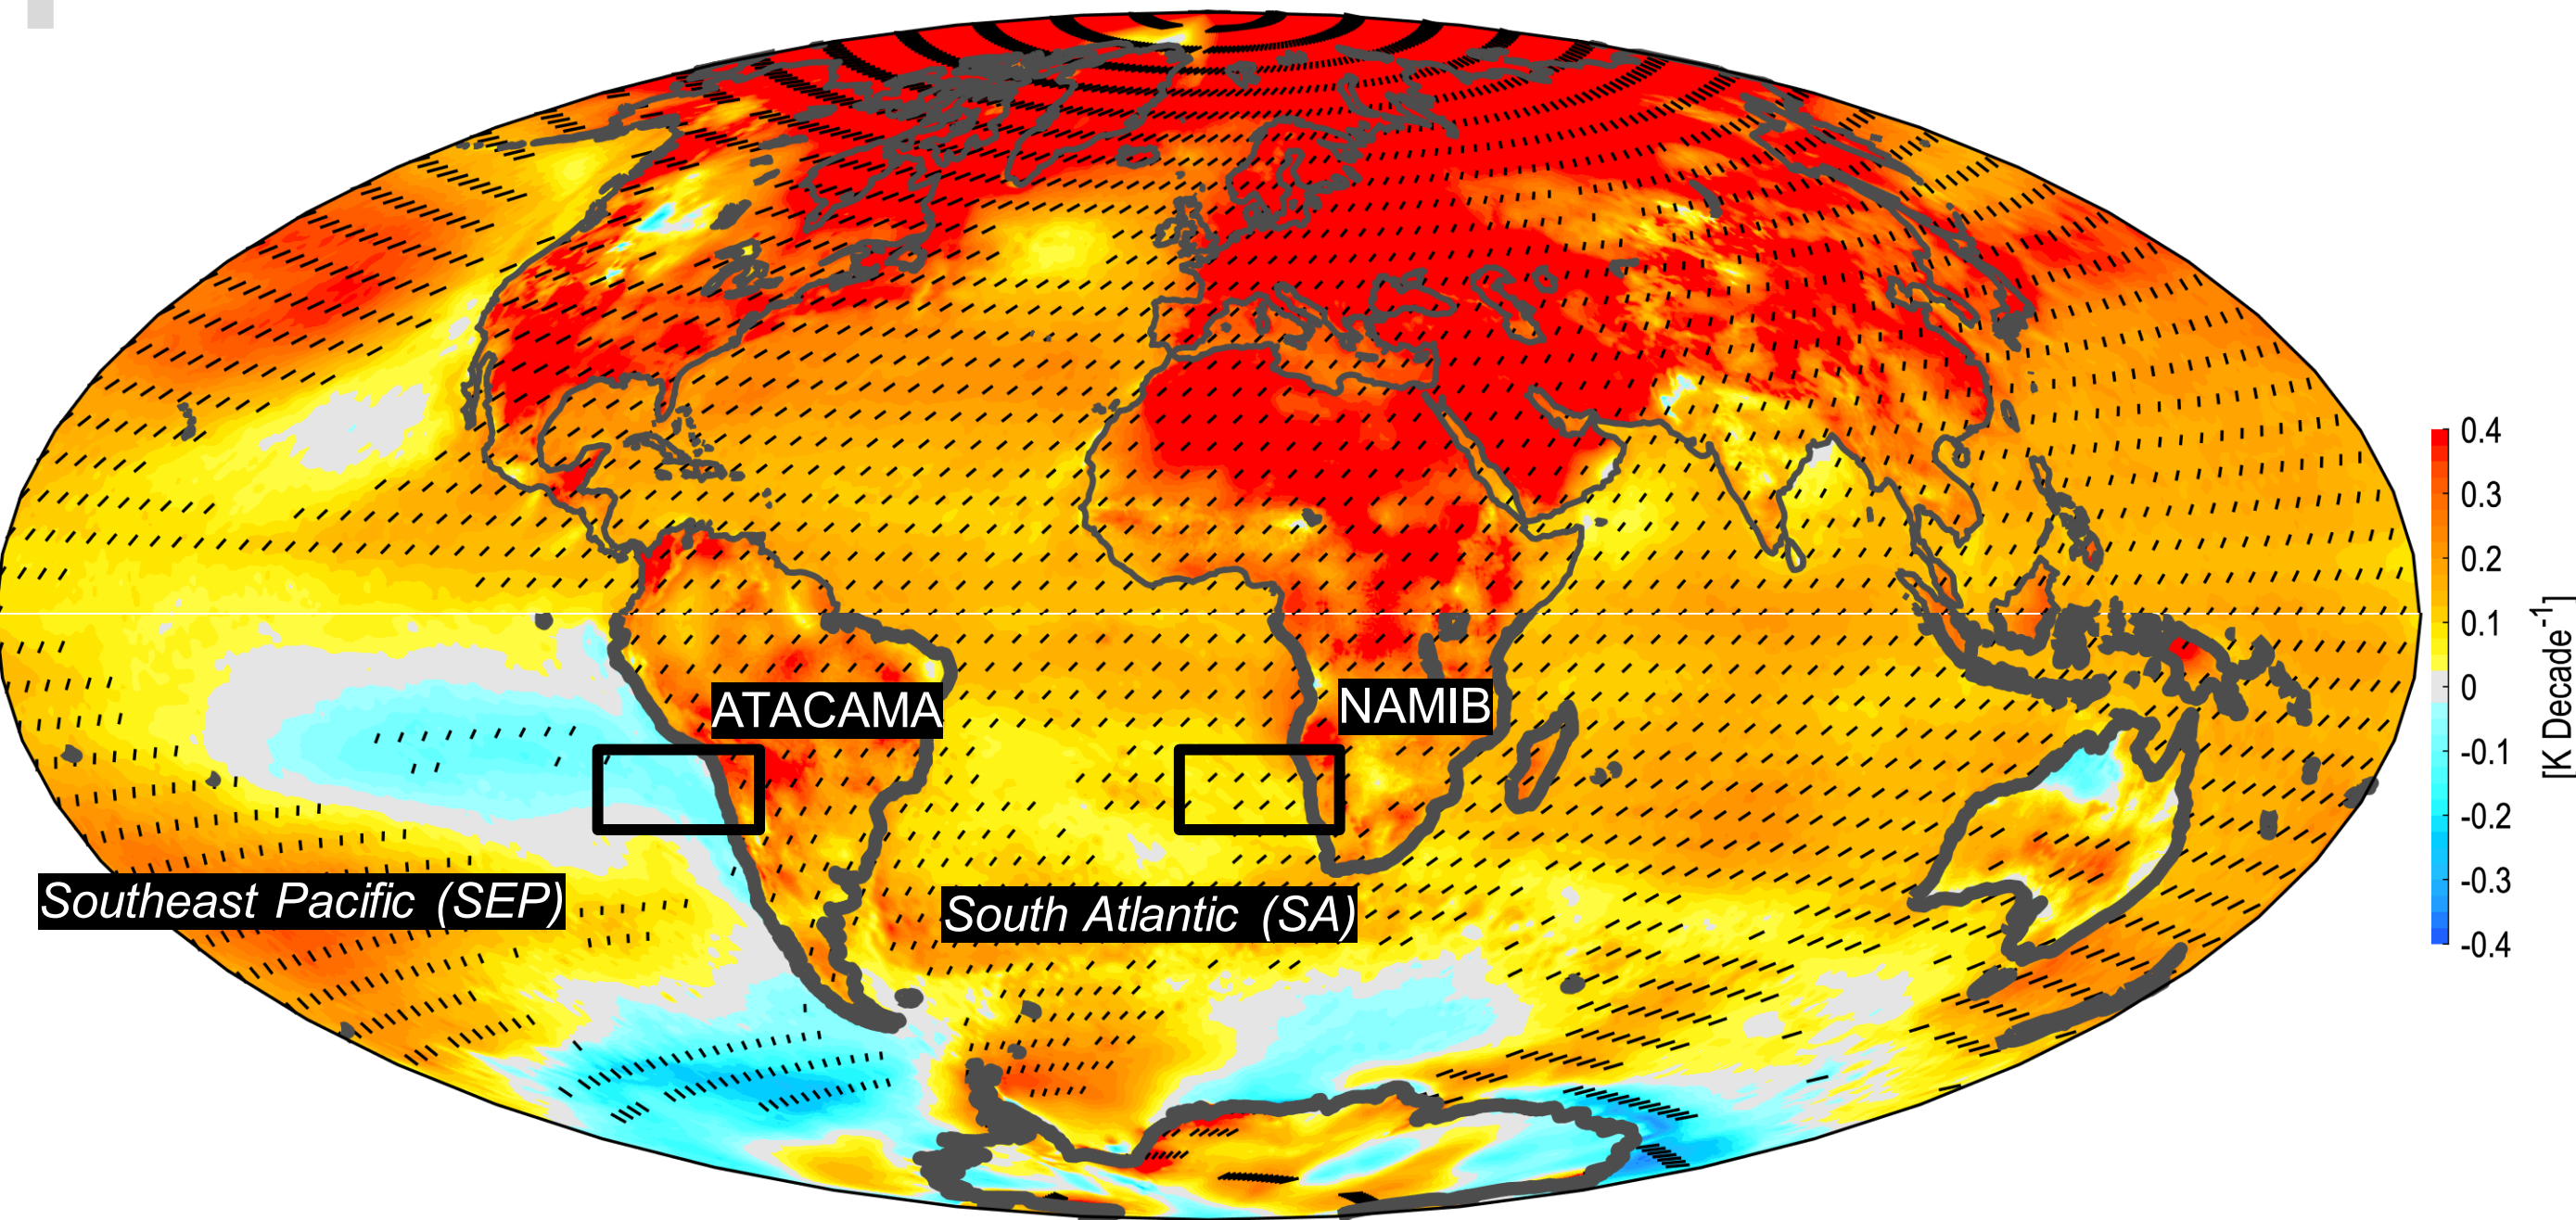 ATACAMA
NAMIB
Southeast Pacific (SEP)
South Atlantic (SA)
0.4
0.3
0.2
0.1
0
-0.1
-0.2
-0.3
-0.4
[K Decade⁻¹]